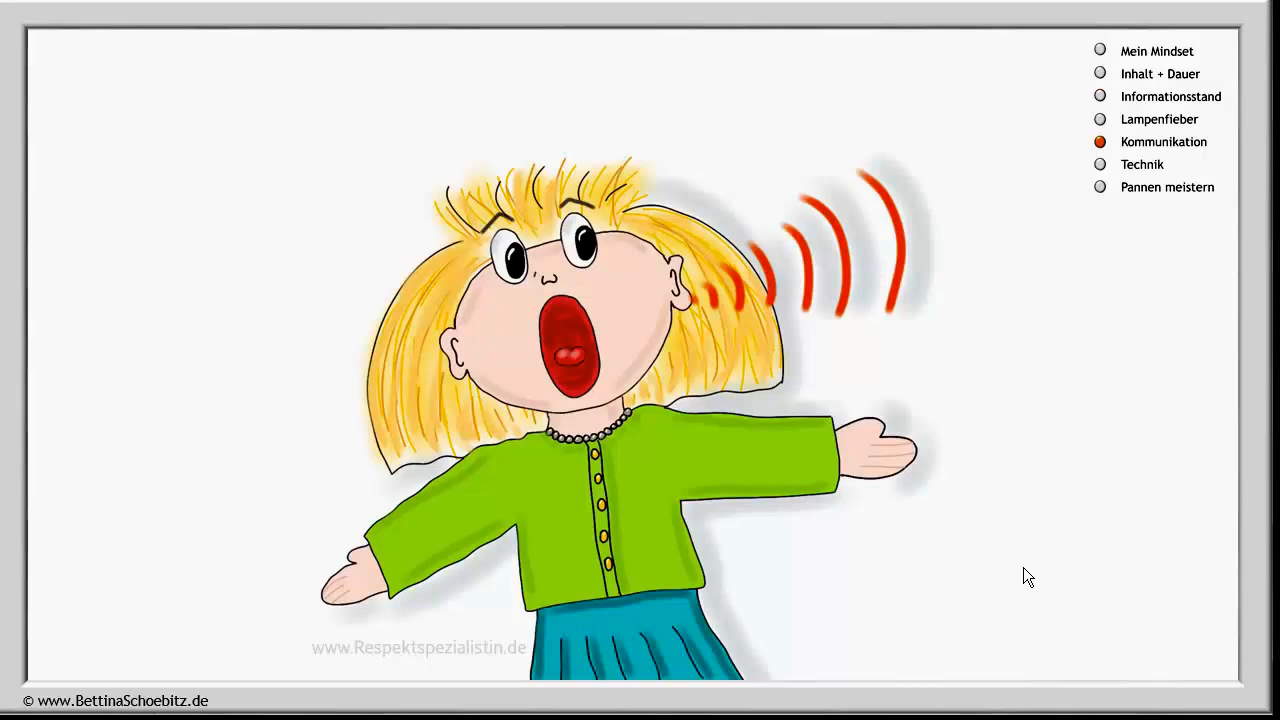 Mein Mindset
Inhalt + Dauer
Informationsstand
Lampenfieber
Kommunikation
Technik
Pannen meistern
www.Respektspezialistin.de
© www.BettinaSchoebitz.de